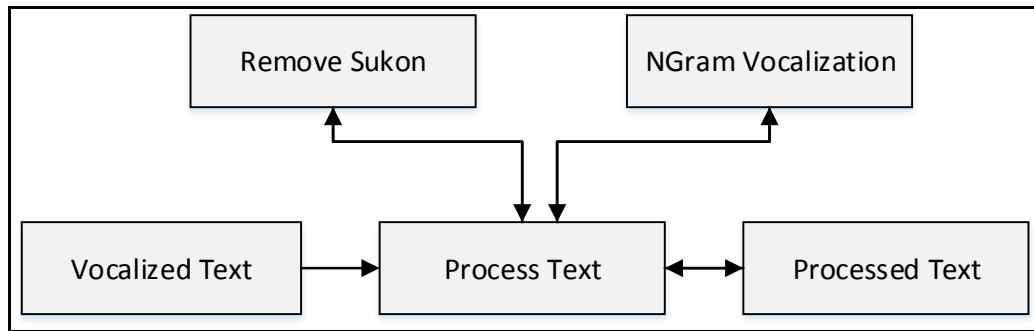 Remove Sukon
NGram Vocalization
Vocalized Text
Process Text
Processed Text